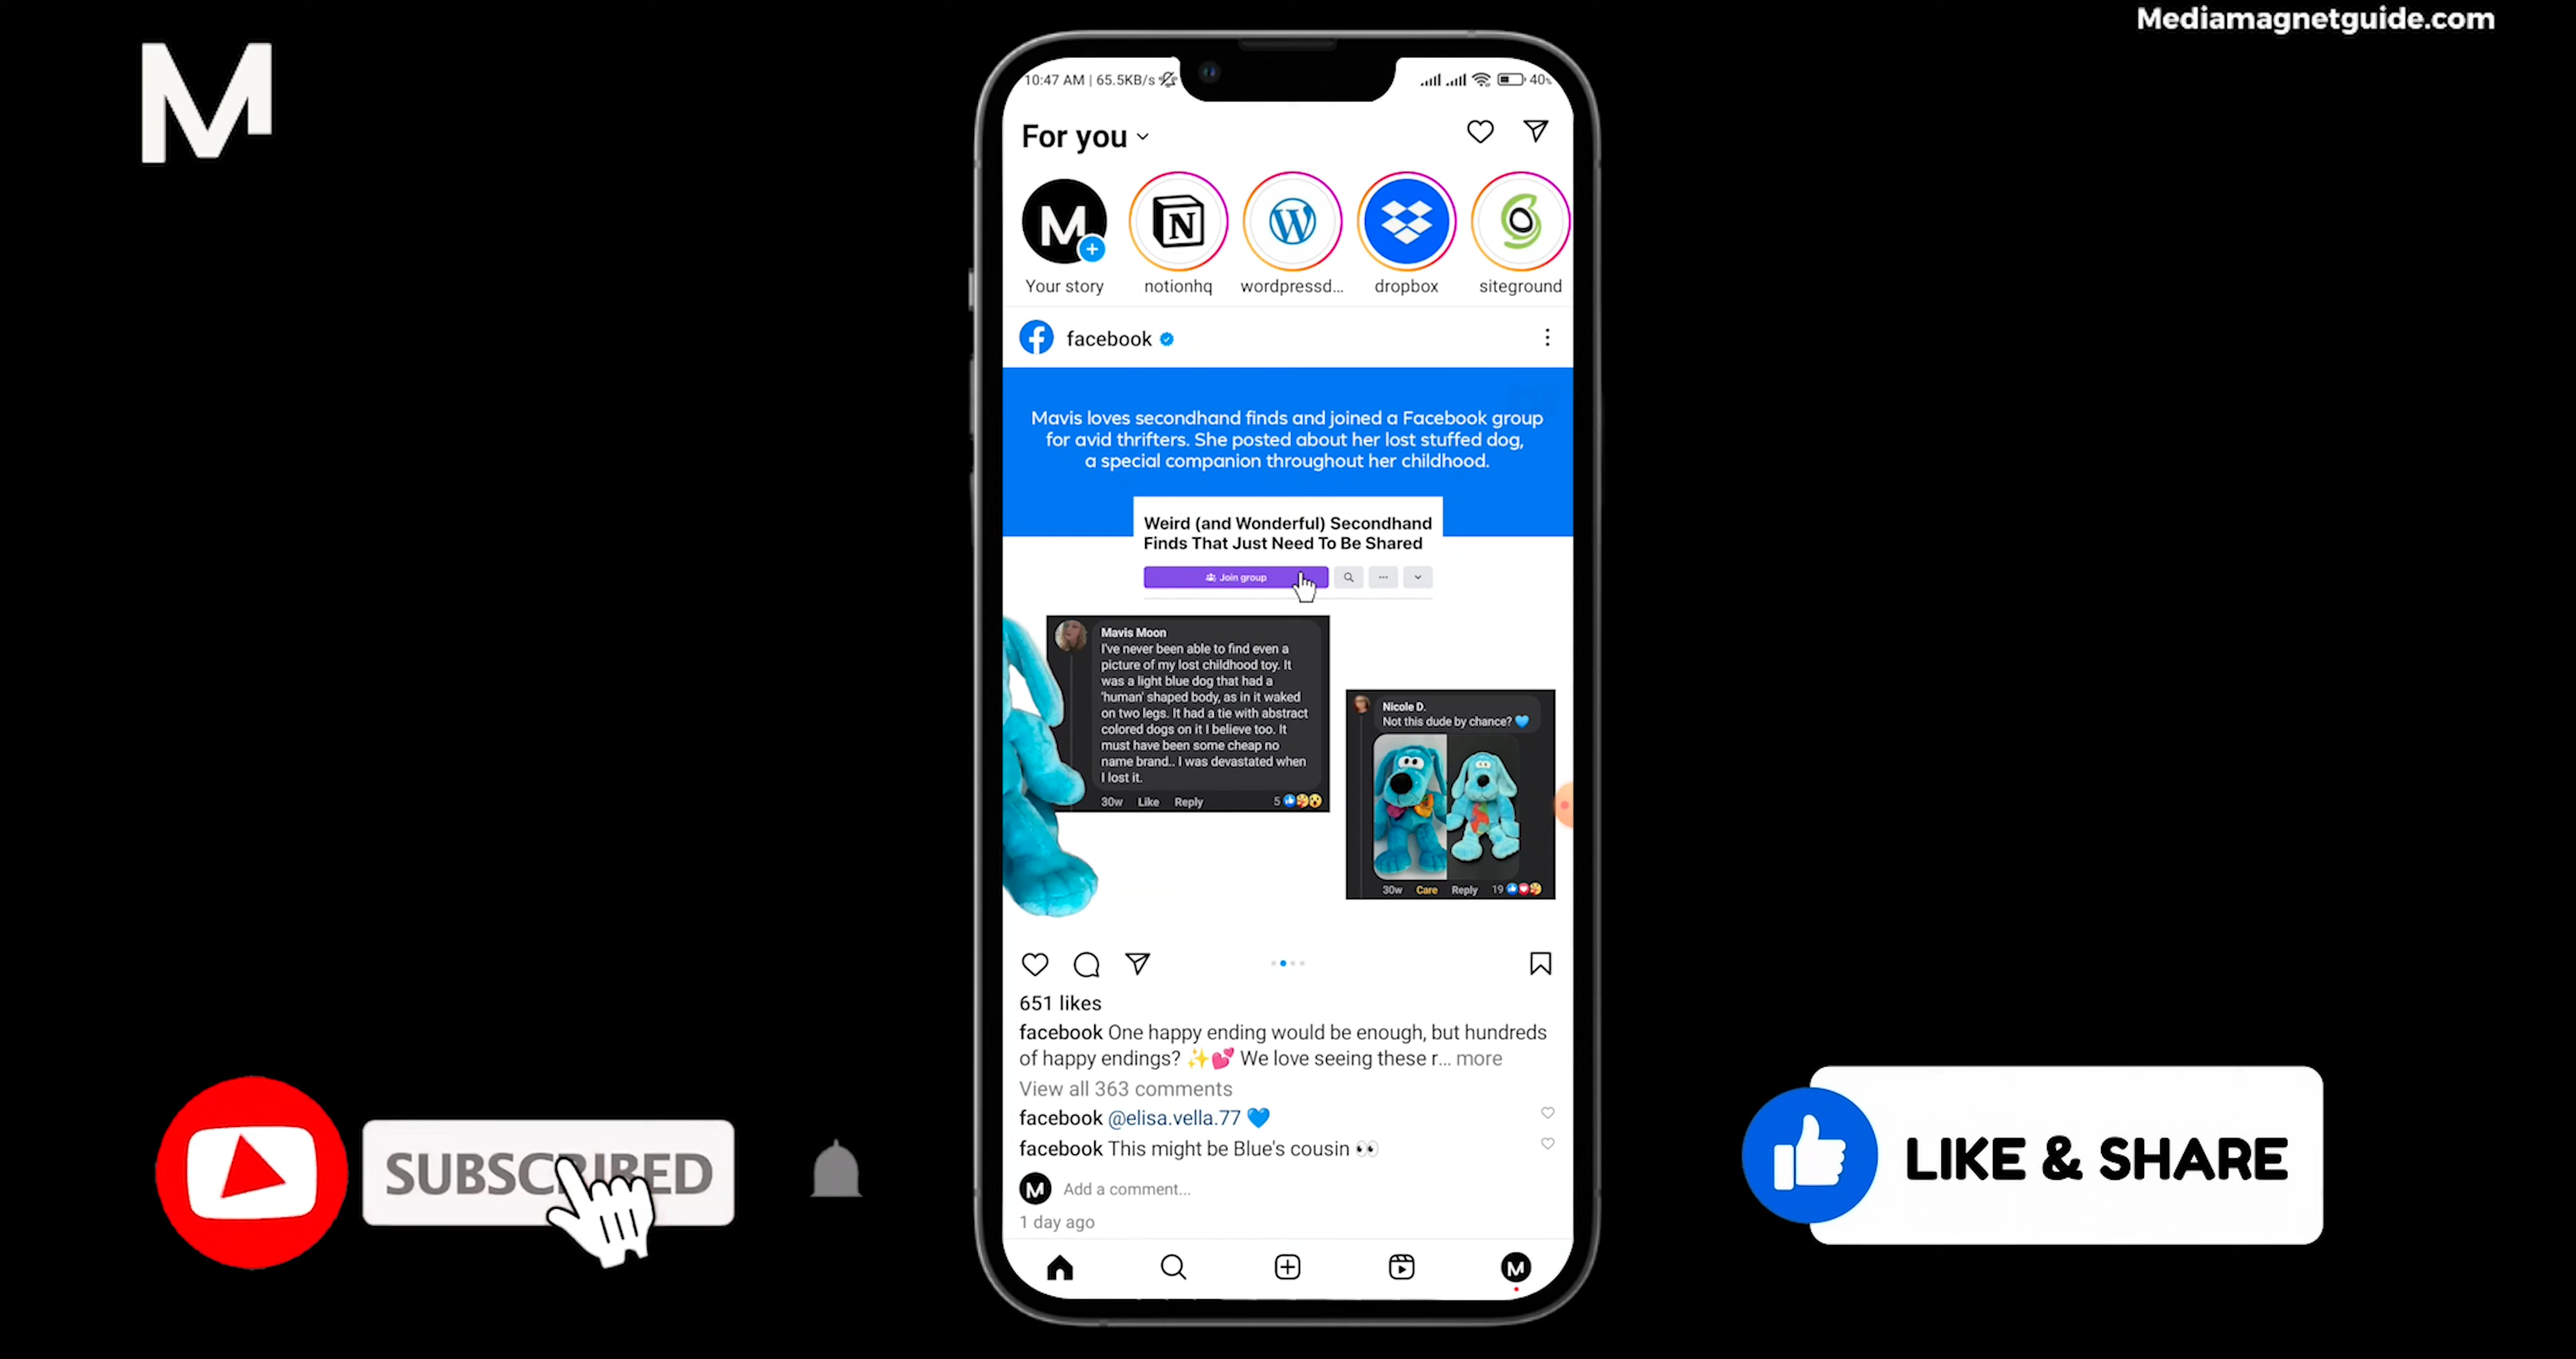 Mediamagnetguide.com
M
10:47 AM | 65.5KB/s
40%
For you
M
N
W
Your story
notionhq
wordpressd...
dropbox
siteground
facebook
Mavis loves secondhand finds and joined a Facebook group
for avid thrifters. She posted about her lost stuffed dog,
a special companion throughout her childhood.
Weird (and Wonderful) Secondhand
Finds That Just Need To Be Shared
Join group
Mavis Moon
I've never been able to find even a
picture of my lost childhood toy. It
was a light blue dog that had a
'human' shaped body, as in it waked
on two legs. It had a tie with abstract
colored dogs on it I believe too. It
must have been some cheap no
name brand.. I was devastated when
I lost it.
30w Like Reply 5
Nicole D.
Not this dude by chance? 💙
30w Care Reply 19
651 likes
facebook One happy ending would be enough, but hundreds
of happy endings? ✨💕 We love seeing these r... more
View all 363 comments
facebook @elisa.vella.77 💙
facebook This might be Blue's cousin 👀
M Add a comment...
1 day ago
M
SUBSCRIBED
LIKE & SHARE